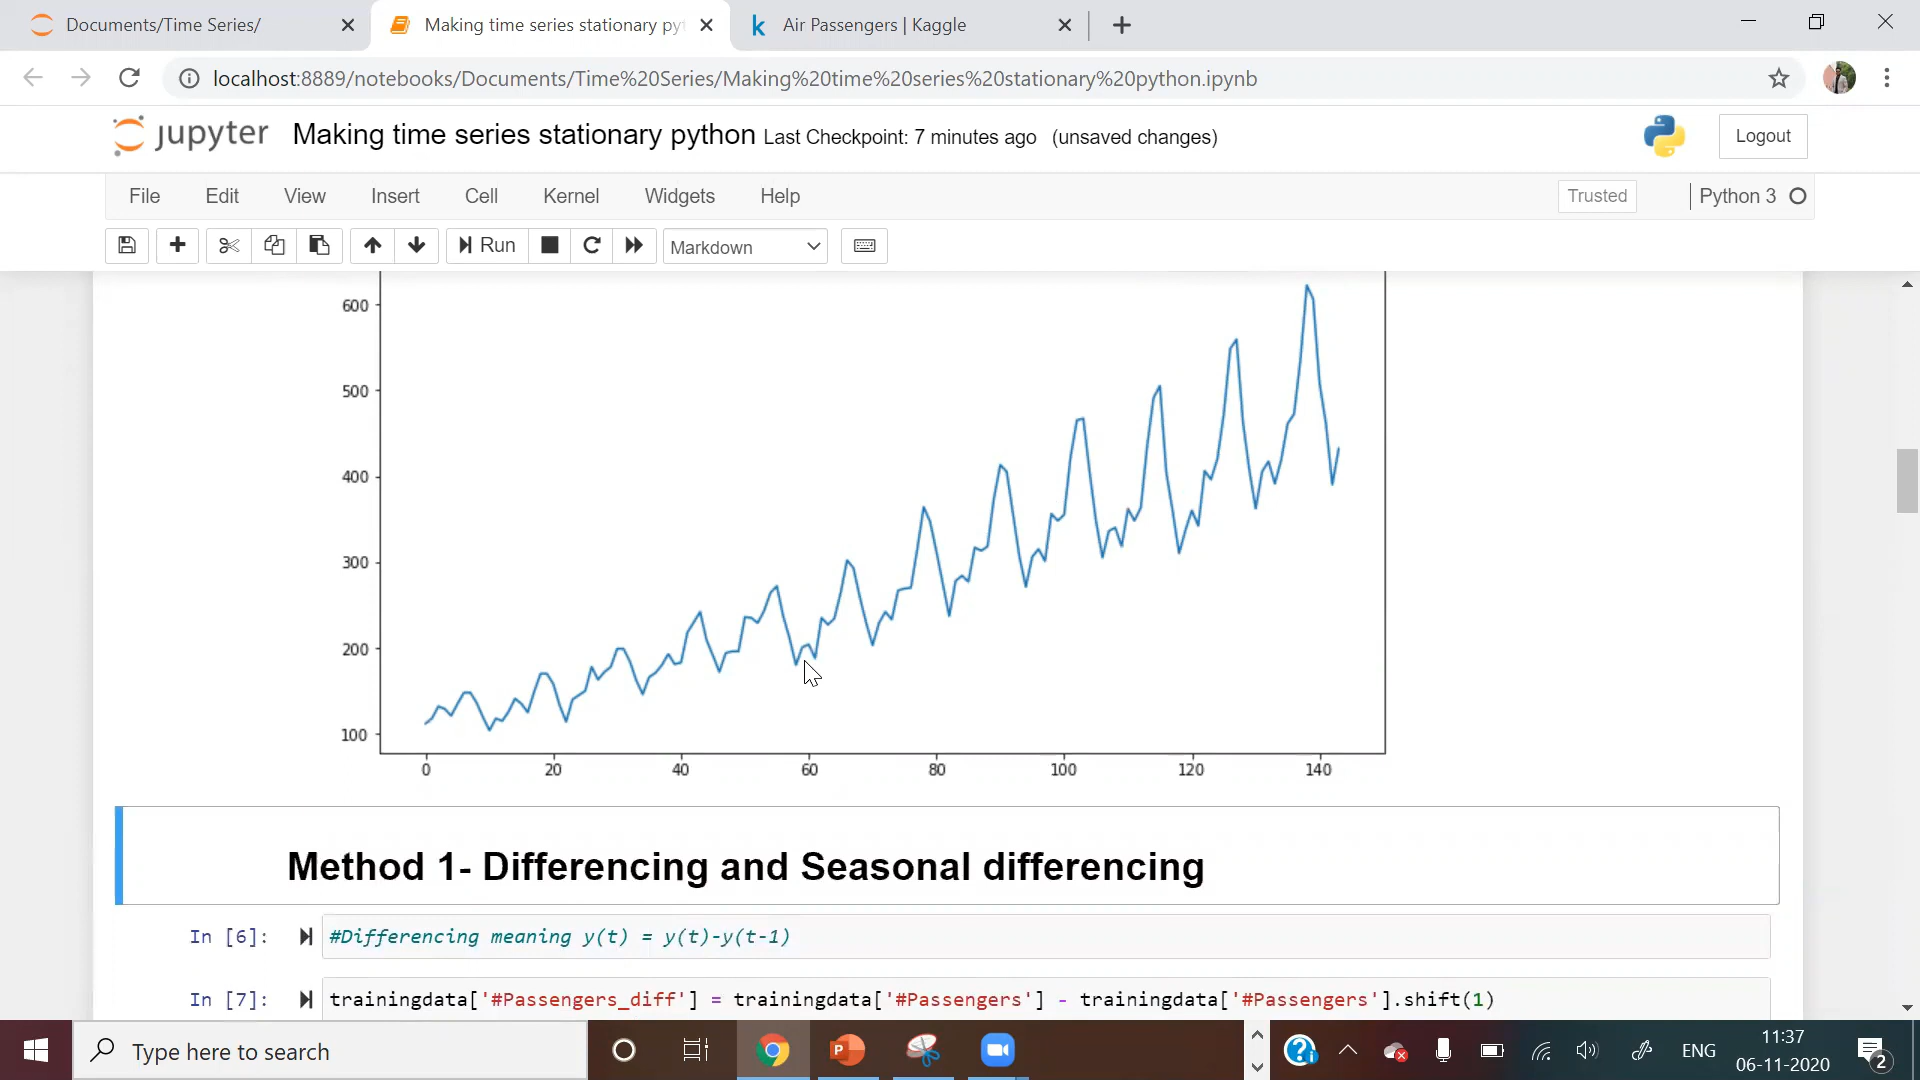 Documents/Time Series/
Making time series stationary py
Air Passengers | Kaggle
localhost:8889/notebooks/Documents/Time%20Series/Making%20time%20series%20stationary%20python.ipynb
jupyter Making time series stationary python Last Checkpoint: 7 minutes ago (unsaved changes)
Logout
File Edit View Insert Cell Kernel Widgets Help
Trusted
Python 3
Run
Markdown
600
500
400
300
200
100
0 20 40 60 80 100 120 140
Method 1- Differencing and Seasonal differencing
In [6]: #Differencing meaning y(t) = y(t)-y(t-1)
In [7]: trainingdata['#Passengers_diff'] = trainingdata['#Passengers'] - trainingdata['#Passengers'].shift(1)
Type here to search
ENG
11:37
06-11-2020
2